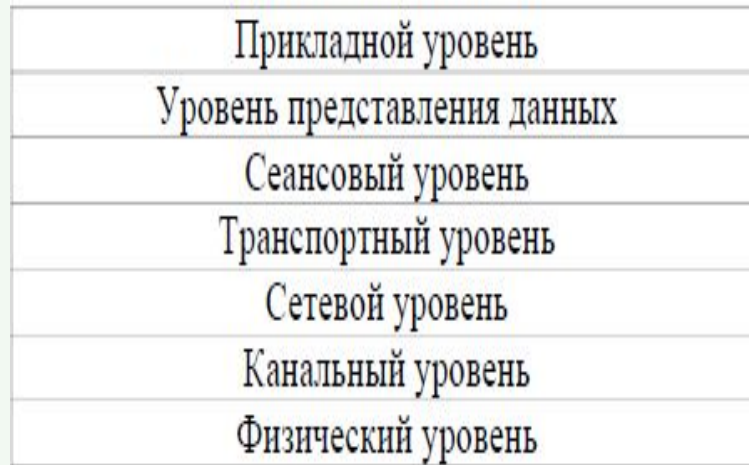 Прикладной уровень
Уровень представления данных
Сеансовый уровень
Транспортный уровень
Сетевой уровень
Канальный уровень
Физический уровень